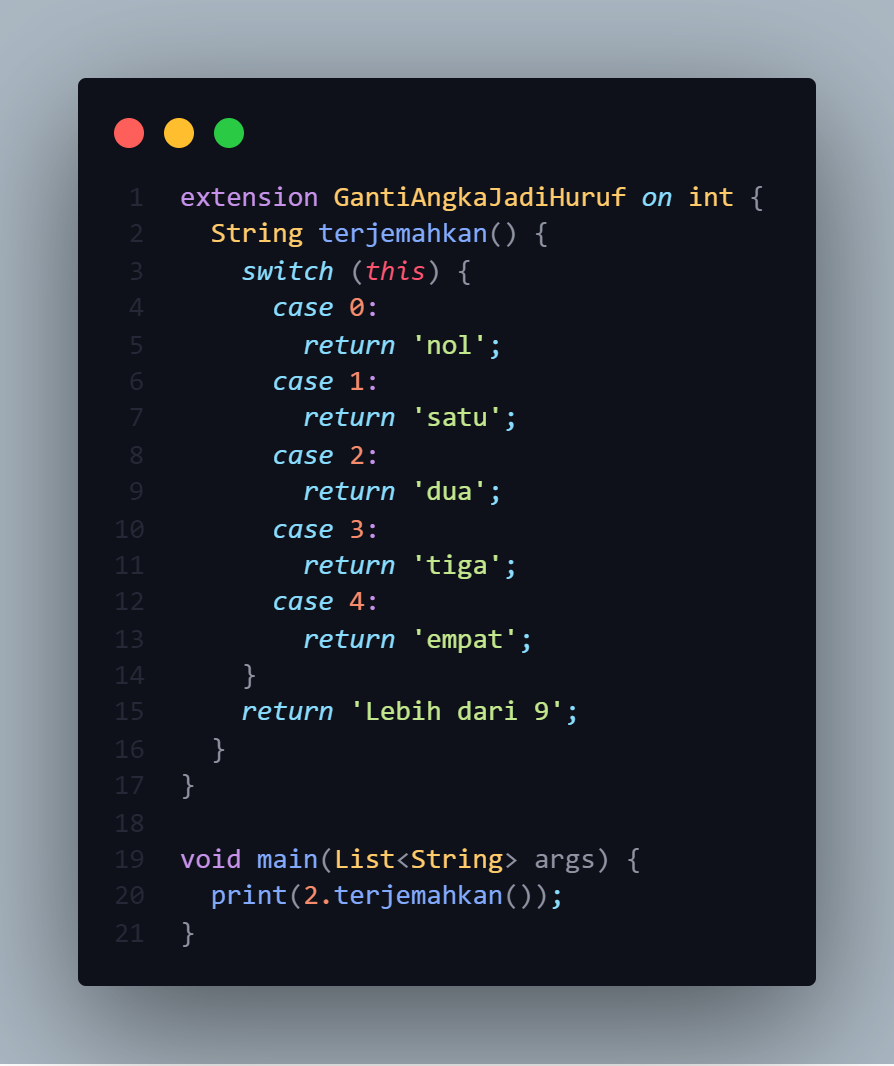 1 extension GantiAngkaJadiHuruf on int {
2   String terjemahkan() {
3     switch (this) {
4       case 0:
5         return 'nol';
6       case 1:
7         return 'satu';
8       case 2:
9         return 'dua';
10       case 3:
11         return 'tiga';
12       case 4:
13         return 'empat';
14     }
15     return 'Lebih dari 9';
16   }
17 }
18
19 void main(List<String> args) {
20   print(2.terjemahkan());
21 }